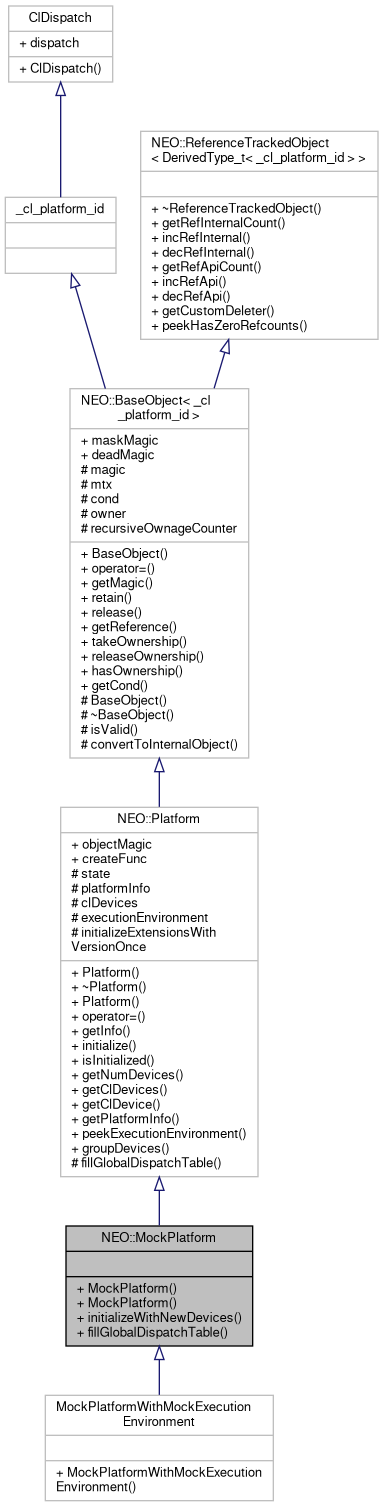 ClDispatch
+ dispatch
+ ClDispatch()
_cl_platform_id
NEO::ReferenceTrackedObject
< DerivedType_t< _cl_platform_id > >
+ ~ReferenceTrackedObject()
+ getRefInternalCount()
+ incRefInternal()
+ decRefInternal()
+ getRefApiCount()
+ incRefApi()
+ decRefApi()
+ getCustomDeleter()
+ peekHasZeroRefcounts()
NEO::BaseObject< _cl
_platform_id >
+ maskMagic
+ deadMagic
# magic
# mtx
# cond
# owner
# recursiveOwnageCounter
+ BaseObject()
+ operator=()
+ getMagic()
+ retain()
+ release()
+ getReference()
+ takeOwnership()
+ releaseOwnership()
+ hasOwnership()
+ getCond()
# BaseObject()
# ~BaseObject()
# isValid()
# convertToInternalObject()
NEO::Platform
+ objectMagic
+ createFunc
# state
# platformInfo
# clDevices
# executionEnvironment
# initializeExtensionsWith
VersionOnce
+ Platform()
+ ~Platform()
+ Platform()
+ operator=()
+ getInfo()
+ initialize()
+ isInitialized()
+ getNumDevices()
+ getClDevices()
+ getClDevice()
+ getPlatformInfo()
+ peekExecutionEnvironment()
+ groupDevices()
# fillGlobalDispatchTable()
NEO::MockPlatform
+ MockPlatform()
+ MockPlatform()
+ initializeWithNewDevices()
+ fillGlobalDispatchTable()
MockPlatformWithMockExecution
Environment
+ MockPlatformWithMockExecution
Environment()